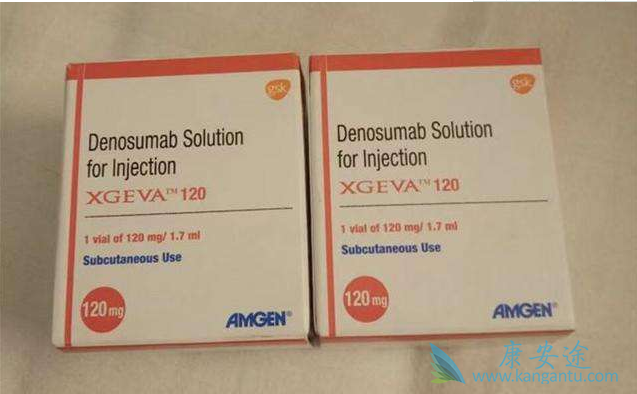 gsk
Denosumab Solution
for Injection
XGEVA™ 120
1 vial of 120 mg/ 1.7 ml
Subcutaneous Use
120 mg
AMGEN®
gsk
Denosumab Solution
for Injection
XGEVA™ 120
1 vial of 120 mg/ 1.7 ml
Subcutaneous Use
120 mg
AMGEN®
康安途
www.kangantu.com